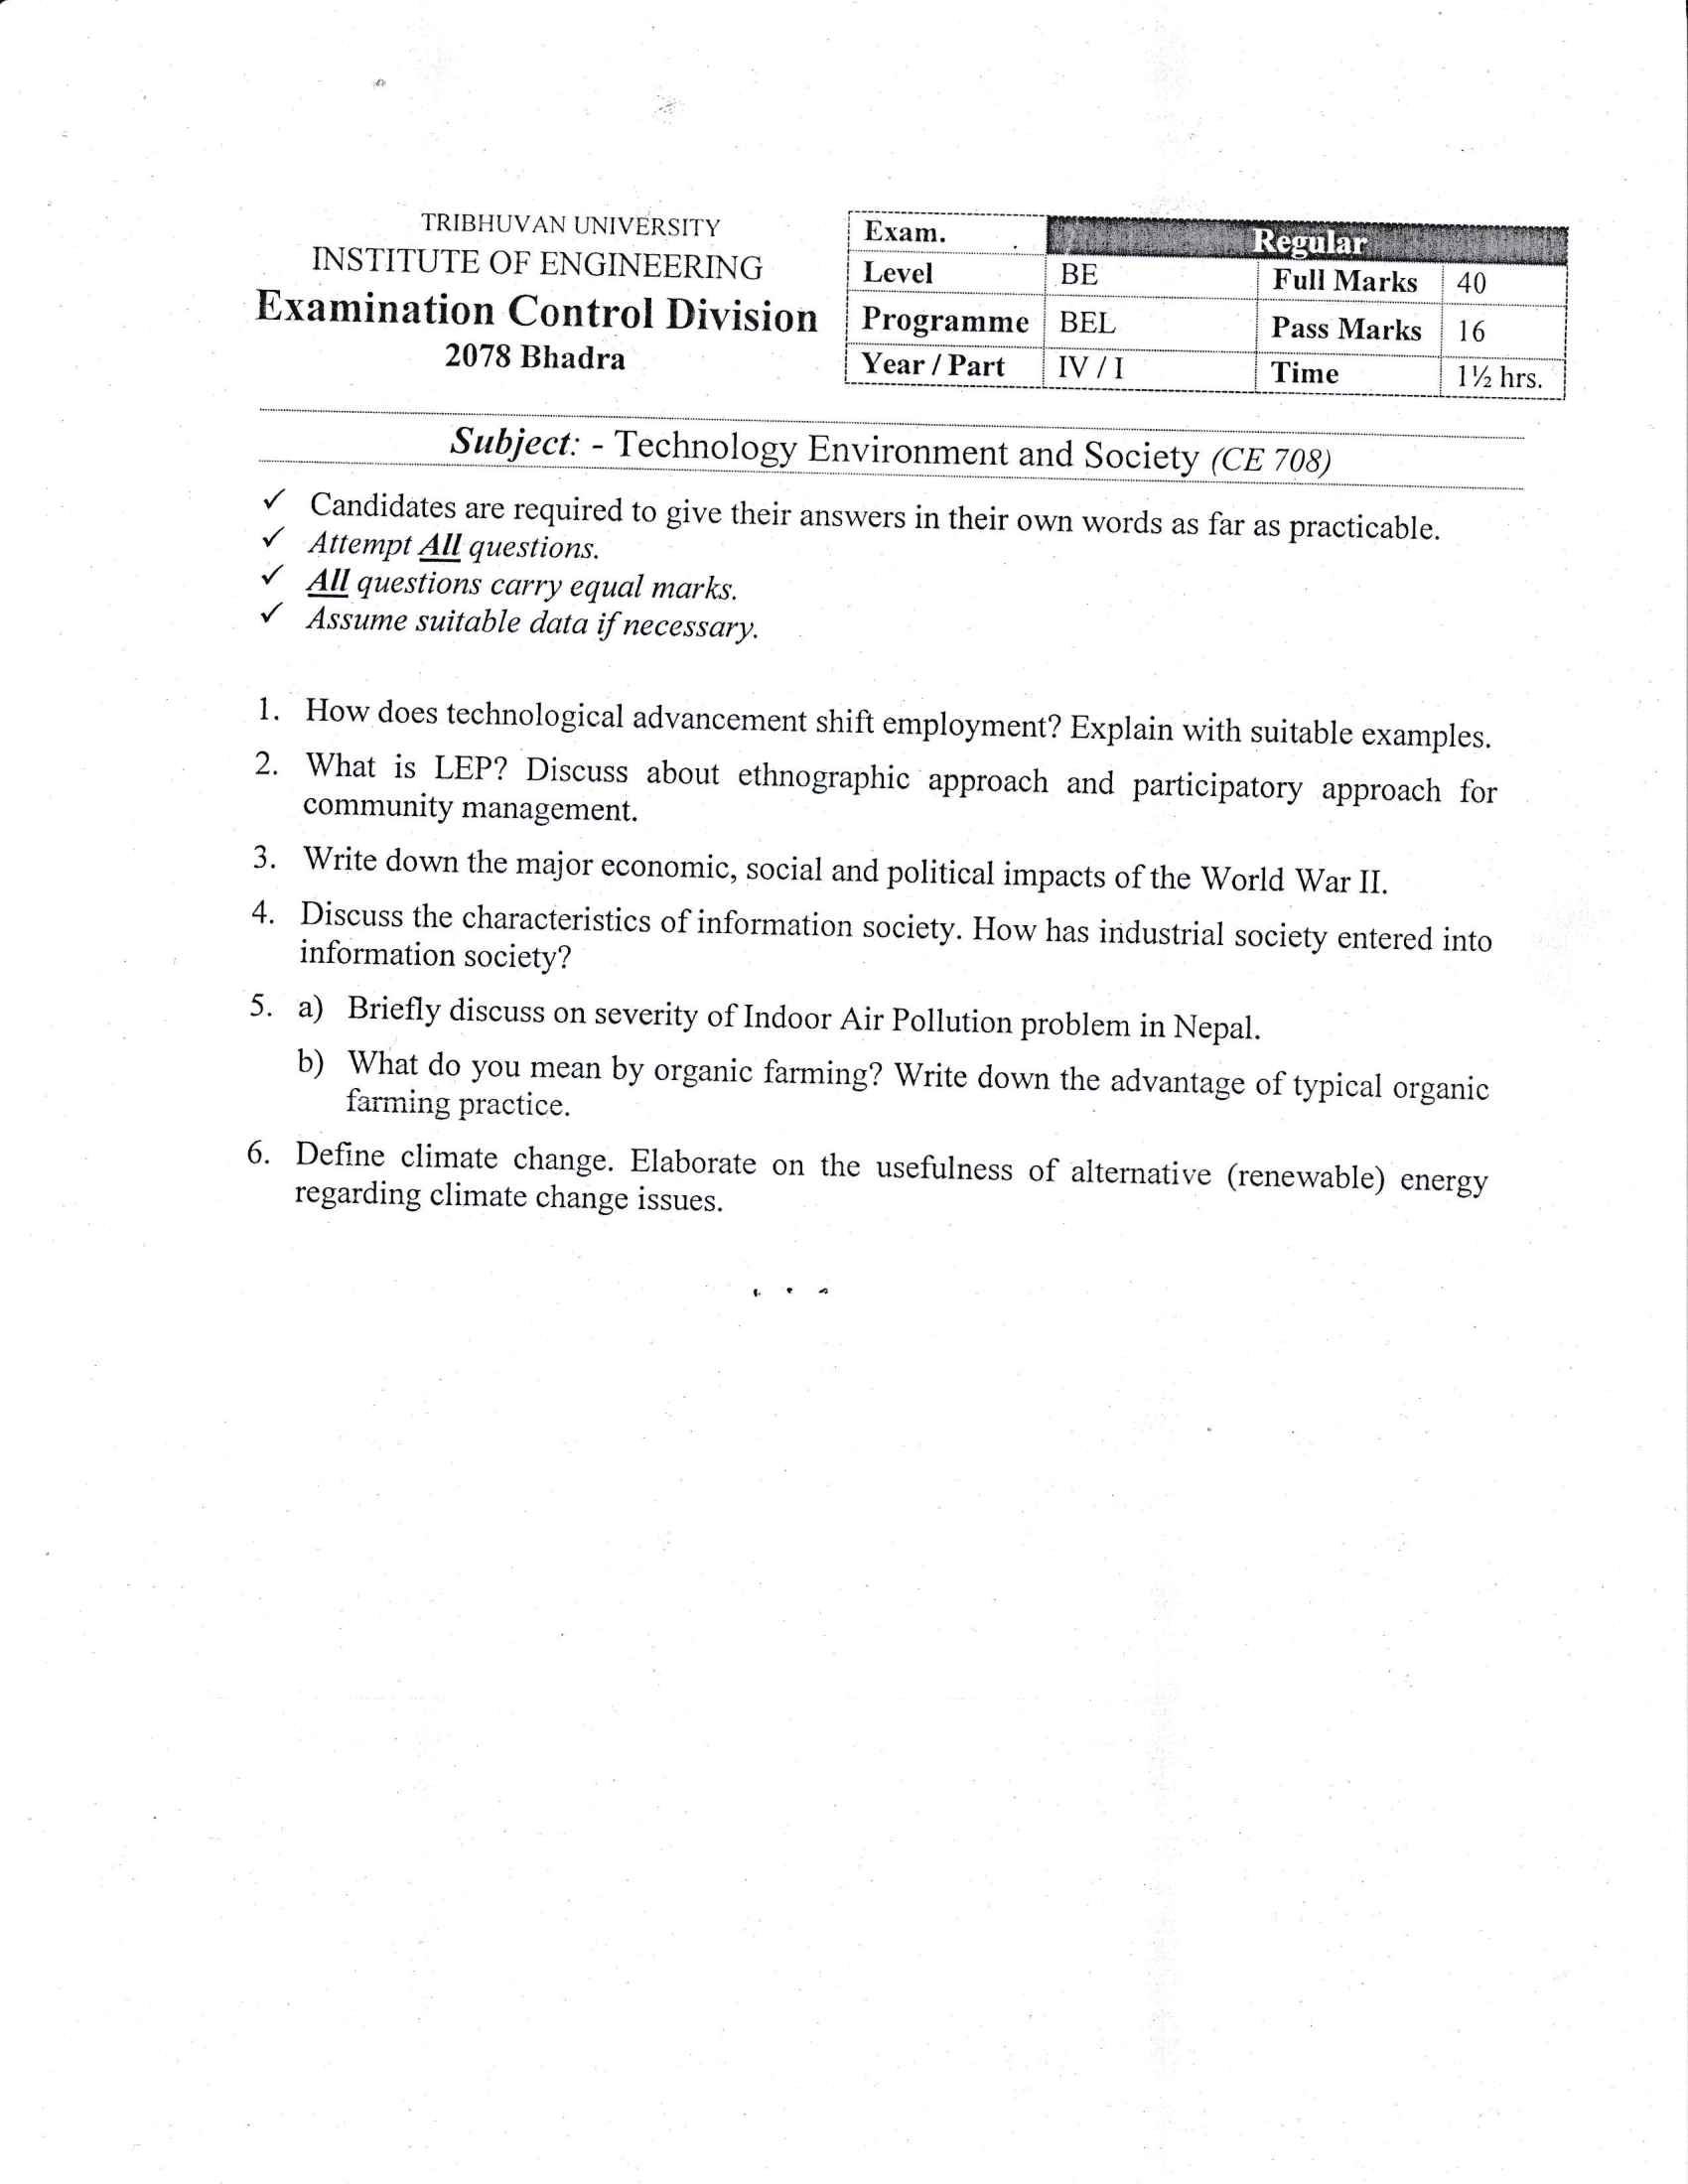 TRIBHUVAN UNIVERSITY
INSTITUTE OF ENGINEERING
Examination Control Division
2078 Bhadra
Exam. Regular
Level BE Full Marks 40
Programme BEL Pass Marks 16
Year / Part IV / I Time 1½ hrs.
Subject: - Technology Environment and Society (CE 708)
✓ Candidates are required to give their answers in their own words as far as practicable.
✓ Attempt All questions.
✓ All questions carry equal marks.
✓ Assume suitable data if necessary.
1. How does technological advancement shift employment? Explain with suitable examples.
2. What is LEP? Discuss about ethnographic approach and participatory approach for
community management.
3. Write down the major economic, social and political impacts of the World War II.
4. Discuss the characteristics of information society. How has industrial society entered into
information society?
5. a) Briefly discuss on severity of Indoor Air Pollution problem in Nepal.
b) What do you mean by organic farming? Write down the advantage of typical organic
farming practice.
6. Define climate change. Elaborate on the usefulness of alternative (renewable) energy
regarding climate change issues.